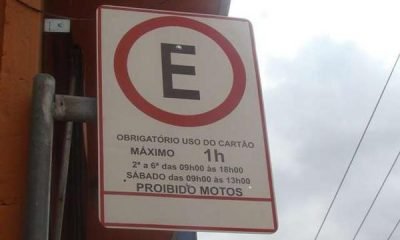 E
OBRIGATÓRIO USO DO CARTÃO
MÁXIMO 1h
2ª a 6ª das 09h00 às 18h00
SÁBADO das 09h00 às 13h00
PROIBIDO MOTOS